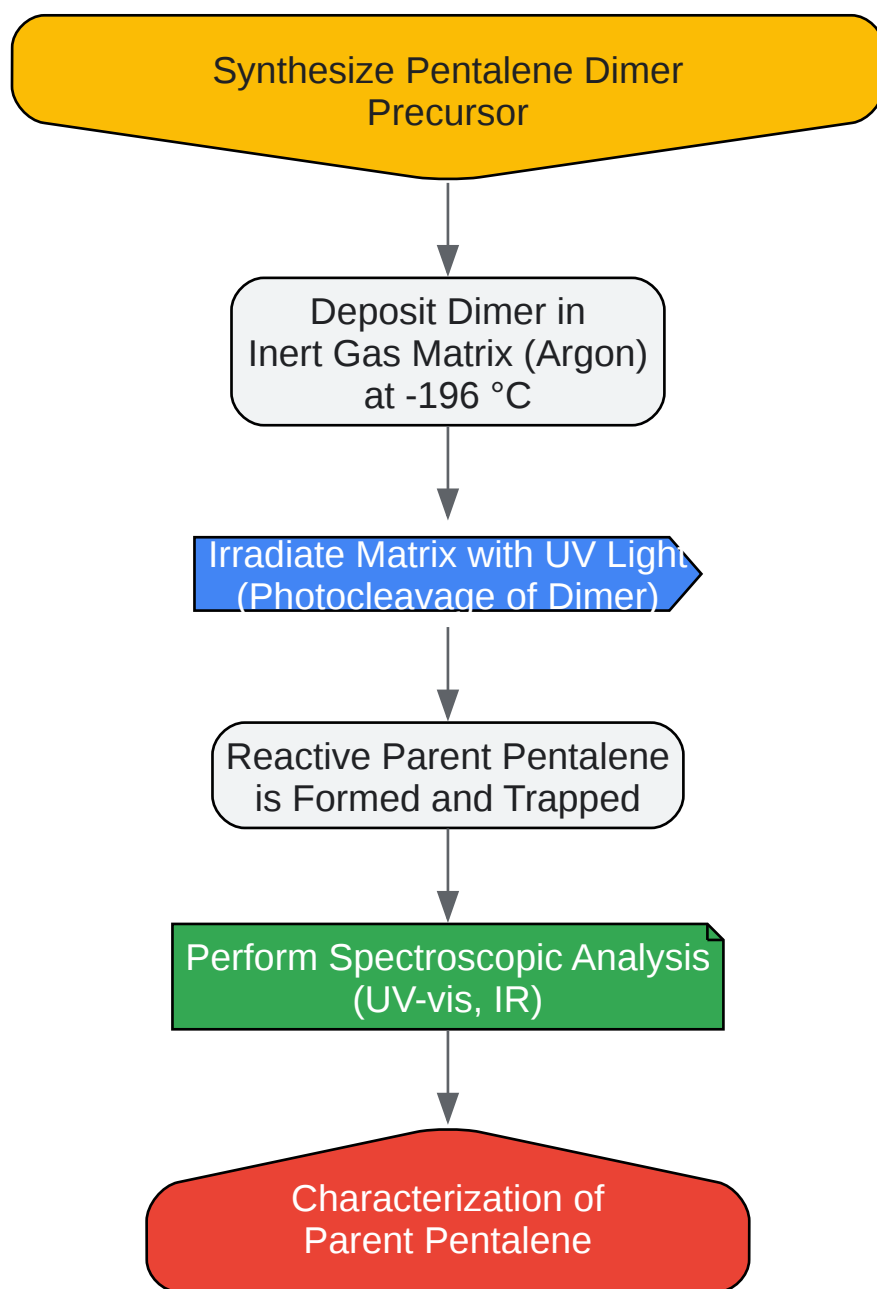 Synthesize Pentalene Dimer
Precursor
Deposit Dimer in
Inert Gas Matrix (Argon)
at -196 °C
Irradiate Matrix with UV Light
(Photocleavage of Dimer)
Reactive Parent Pentalene
is Formed and Trapped
Perform Spectroscopic Analysis
(UV-vis, IR)
Characterization of
Parent Pentalene